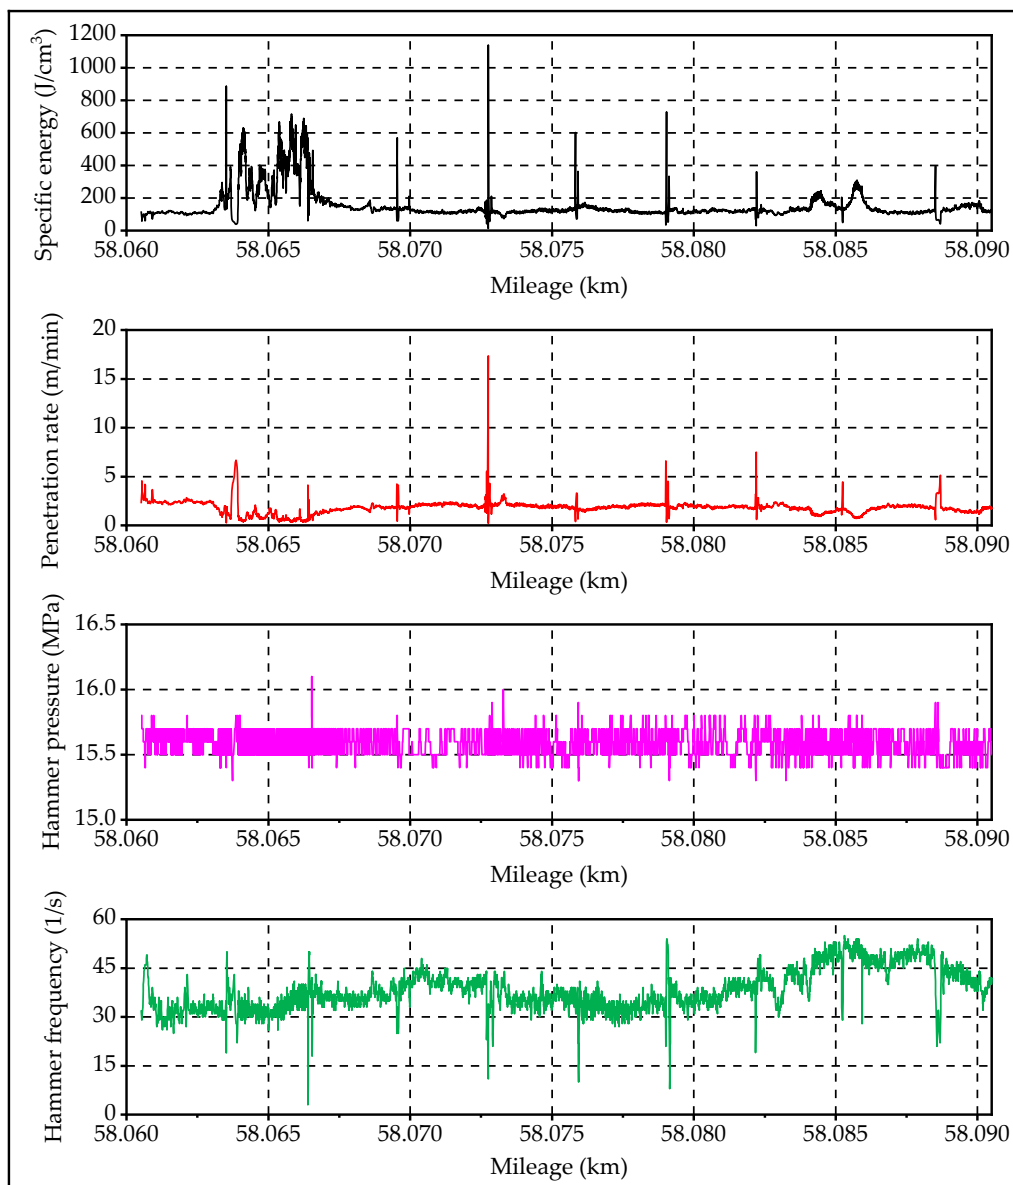 Specific energy (J/cm³)
1200
1000
800
600
400
200
0
58.060 58.065 58.070 58.075 58.080 58.085 58.090
Mileage (km)
Penetration rate (m/min)
20
15
10
5
0
58.060 58.065 58.070 58.075 58.080 58.085 58.090
Mileage (km)
Hammer pressure (MPa)
16.5
16.0
15.5
15.0
58.060 58.065 58.070 58.075 58.080 58.085 58.090
Mileage (km)
Hammer frequency (1/s)
60
45
30
15
0
58.060 58.065 58.070 58.075 58.080 58.085 58.090
Mileage (km)